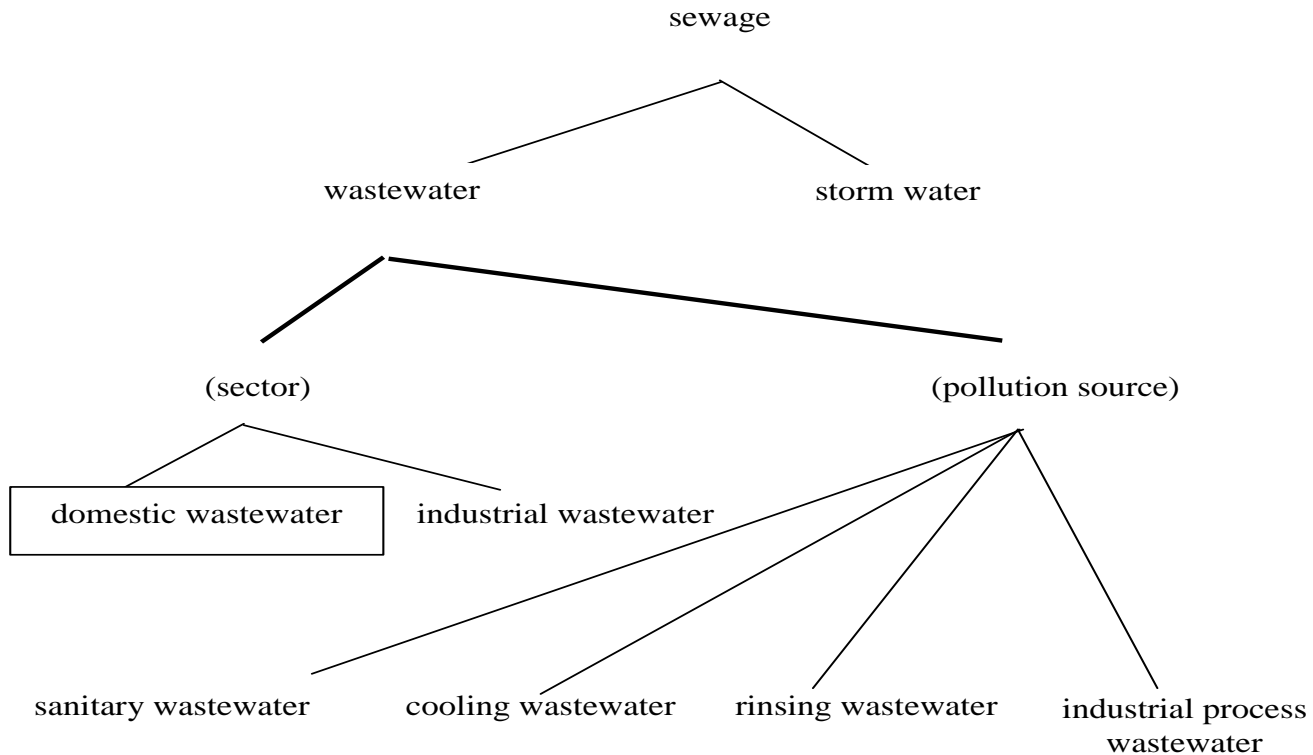 sewage
wastewater
storm water
(sector)
(pollution source)
domestic wastewater
industrial wastewater
sanitary wastewater
cooling wastewater
rinsing wastewater
industrial process
wastewater